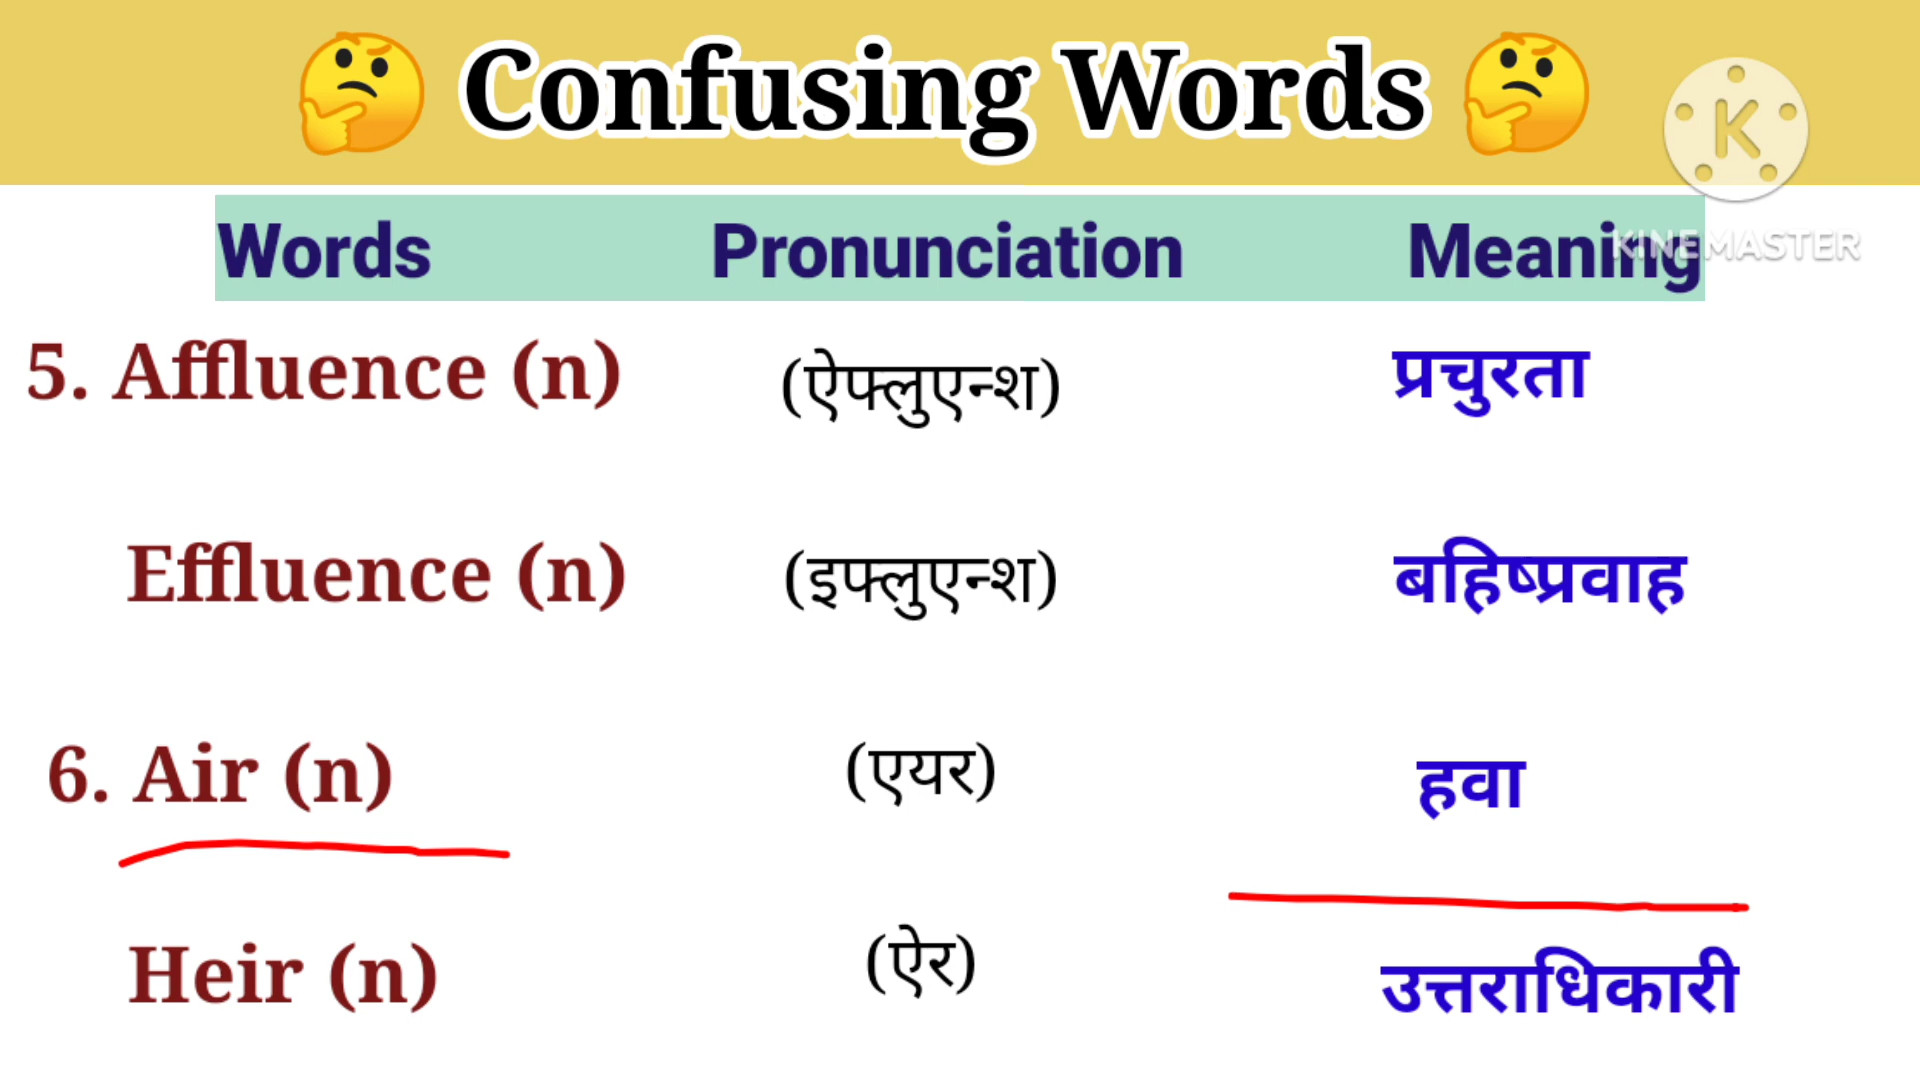 🤔 Confusing Words 🤔
K
KINEMASTER
Words Pronunciation Meaning
5. Affluence (n) (ऐफ्लुएन्श) प्रचुरता
Effluence (n) (इफ्लुएन्श) बहिष्प्रवाह
6. Air (n) (एयर) हवा
Heir (n) (ऐर) उत्तराधिकारी